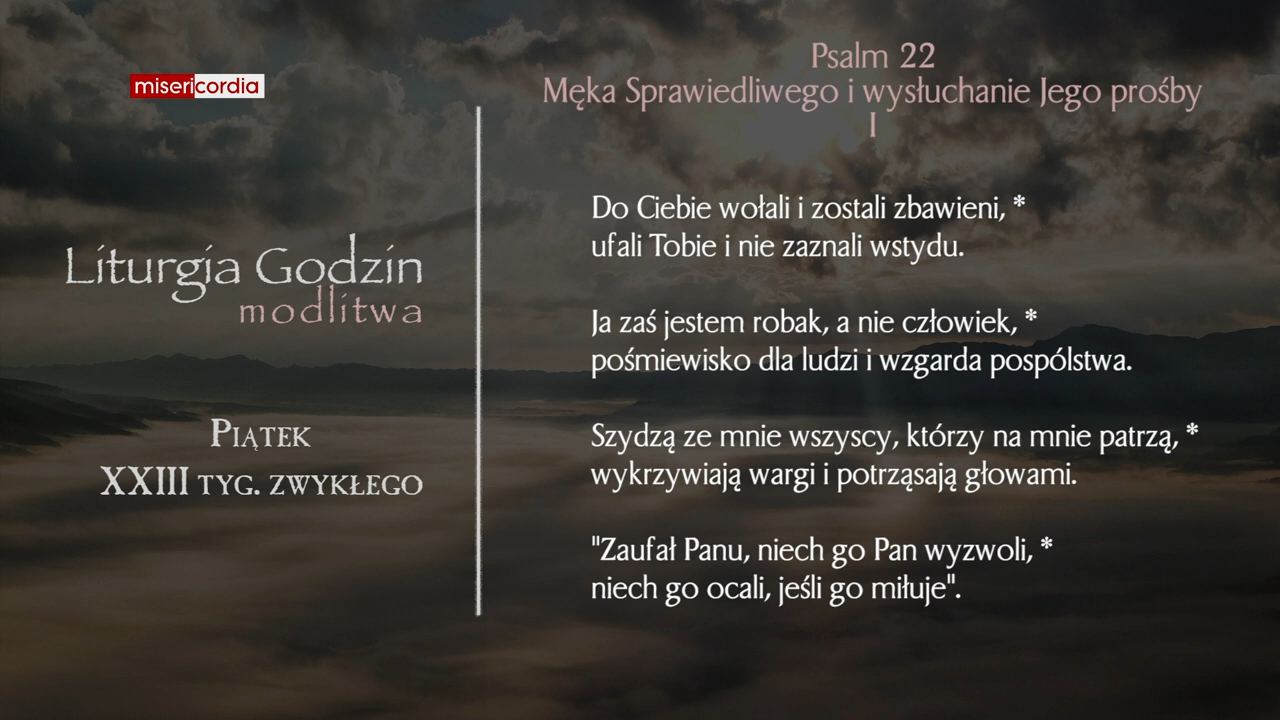 misericordia
Liturgia Godzin
modlitwa
Piątek
XXIII tyg. zwykłego
Psalm 22
Męka Sprawiedliwego i wysłuchanie Jego prośby
I
Do Ciebie wołali i zostali zbawieni, *
ufali Tobie i nie zaznali wstydu.
Ja zaś jestem robak, a nie człowiek, *
pośmiewisko dla ludzi i wzgarda pospólstwa.
Szydzą ze mnie wszyscy, którzy na mnie patrzą, *
wykrzywiają wargi i potrząsają głowami.
"Zaufał Panu, niech go Pan wyzwoli, *
niech go ocali, jeśli go miłuje".